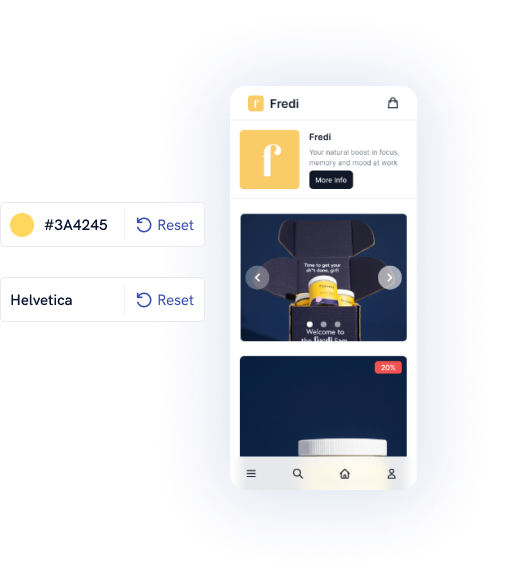 Fredi
Fredi
Your natural boost in focus,
memory and mood at work
More Info
#3A4245
Reset
Helvetica
Reset
Time to get your
sh*t done, girl!
Welcome to
the fredi Fam
20%